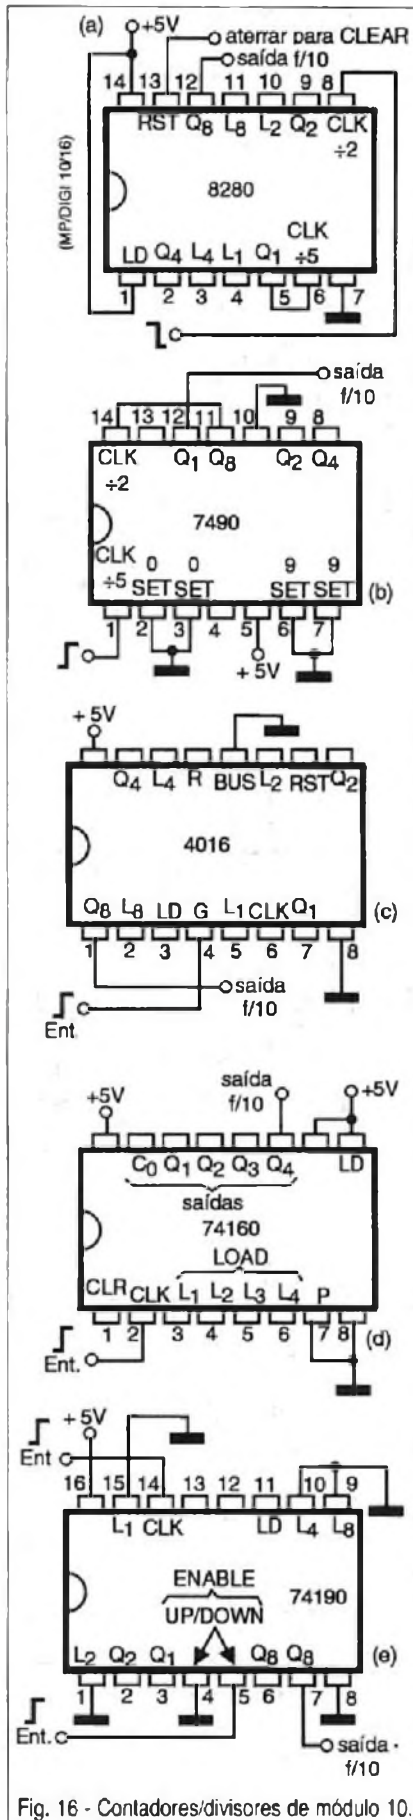 (a)
+5V
aterrar para CLEAR
saída f/10
14 13 12 11 10 9 8
RST Q8 L8 L2 Q2 CLK
÷2
(MP/DIGI 10/16)
8280
CLK
LD Q4 L4 L1 Q1 ÷5
1 2 3 4 5 6 7
saída
f/10
14 13 12 11 10 9 8
CLK Q1 Q8 Q2 Q4
÷2
7490
CLK 0 0 9 9
÷5 SET SET SET SET
(b)
1 2 3 4 5 6 7
+ 5V
+ 5V
Q4 L4 R BUS L2 RST Q2
4016
(c)
Q8 L8 LD G L1 CLK Q1
1 2 3 4 5 6 7 8
saída
f/10
Ent.
saída
f/10
+5V
+5V
C0 Q1 Q2 Q3 Q4 LD
saídas
74160
LOAD
CLR CLK L1 L2 L3 L4 P
1 2 3 4 5 6 7 8
(d)
Ent.
+ 5V
Ent
16 15 14 13 12 11 10 9
L1 CLK LD L4 L8
ENABLE
74190
UP/DOWN
(e)
L2 Q2 Q1 Q8 Q8
1 2 3 4 5 6 7 8
Ent.
saída
f/10
Fig. 16 - Contadores/divisores de módulo 10.